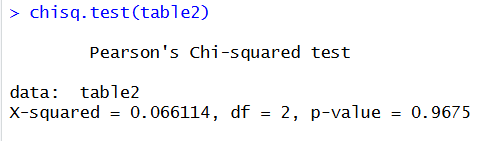 > chisq.test(table2)
Pearson's Chi-squared test
data:  table2
X-squared = 0.066114, df = 2, p-value = 0.9675